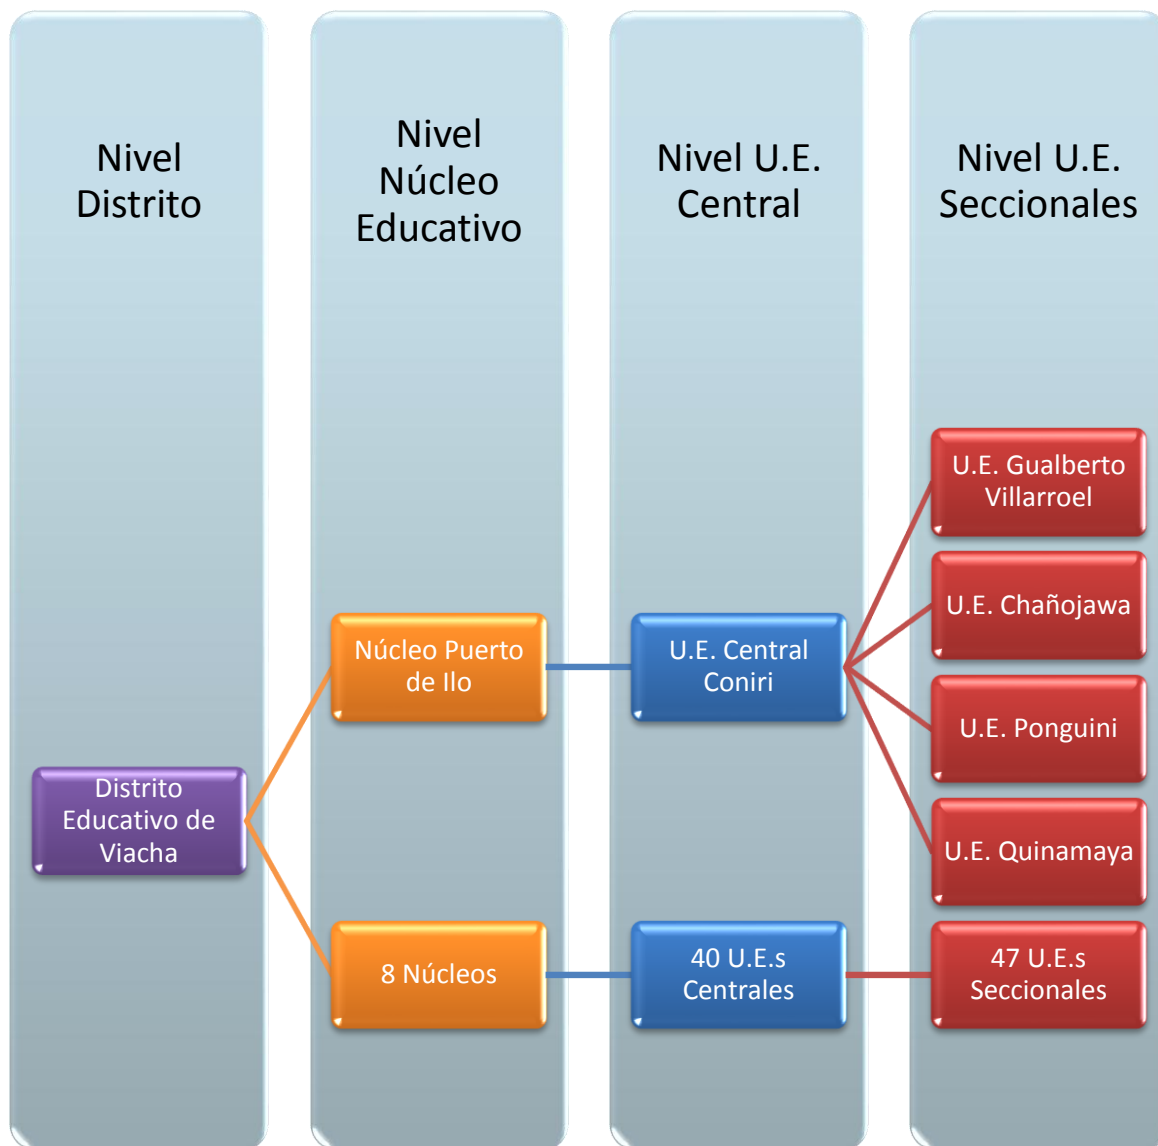 Nivel
Distrito
Nivel
Núcleo
Educativo
Nivel U.E.
Central
Nivel U.E.
Seccionales
Distrito
Educativo de
Viacha
Núcleo Puerto
de Ilo
8 Núcleos
U.E. Central
Coniri
40 U.E.s
Centrales
U.E. Gualberto
Villarroel
U.E. Chañojawa
U.E. Ponguini
U.E. Quinamaya
47 U.E.s
Seccionales